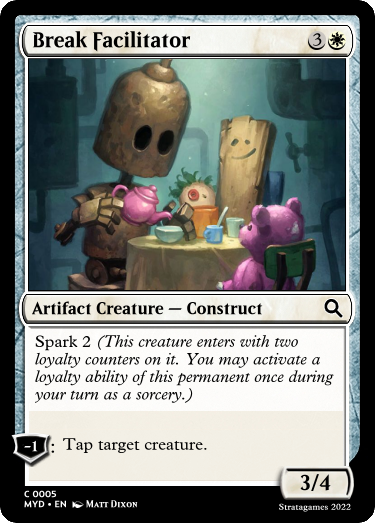 Break Facilitator 3
Artifact Creature — Construct
Spark 2 (This creature enters with two
loyalty counters on it. You may activate a
loyalty ability of this permanent once during
your turn as a sorcery.)
-1: Tap target creature.
3/4
C 0005
MYD • EN Matt Dixon
Stratagames 2022